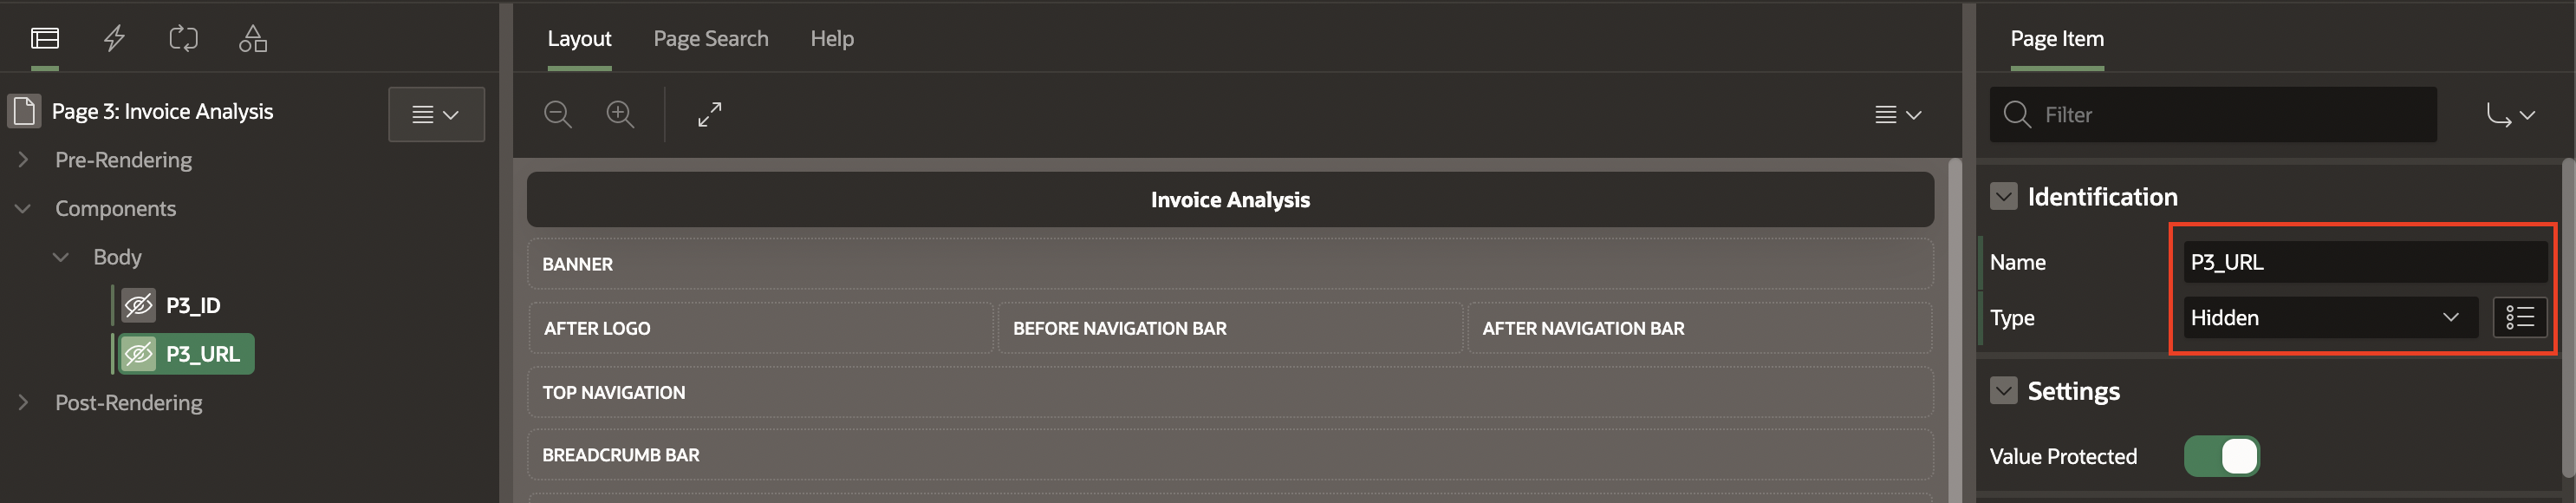 Page 3: Invoice Analysis
Pre-Rendering
Components
Body
P3_ID
P3_URL
Post-Rendering
Layout Page Search Help
Invoice Analysis
BANNER
AFTER LOGO BEFORE NAVIGATION BAR AFTER NAVIGATION BAR
TOP NAVIGATION
BREADCRUMB BAR
Page Item
Filter
Identification
Name P3_URL
Type Hidden
Settings
Value Protected